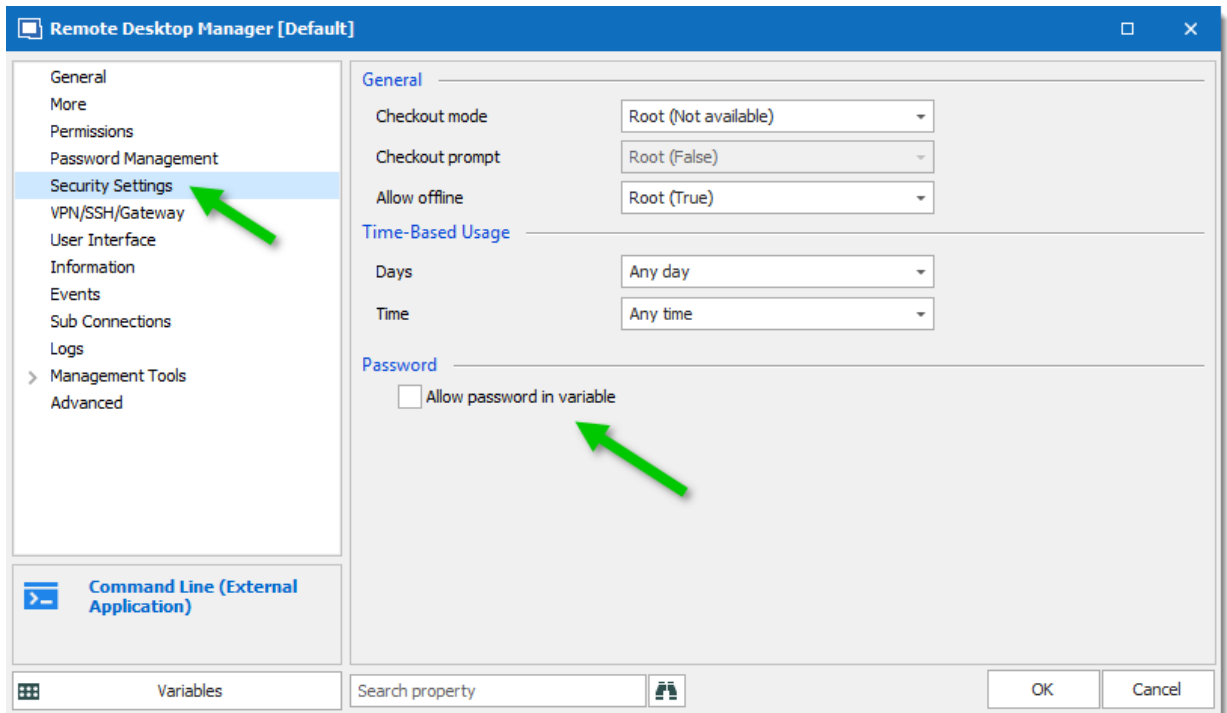 Remote Desktop Manager [Default]
General
More
Permissions
Password Management
Security Settings
VPN/SSH/Gateway
User Interface
Information
Events
Sub Connections
Logs
Management Tools
Advanced
Command Line (External
Application)
Variables
General
Checkout mode
Root (Not available)
Checkout prompt
Root (False)
Allow offline
Root (True)
Time-Based Usage
Days
Any day
Time
Any time
Password
Allow password in variable
Search property
OK
Cancel